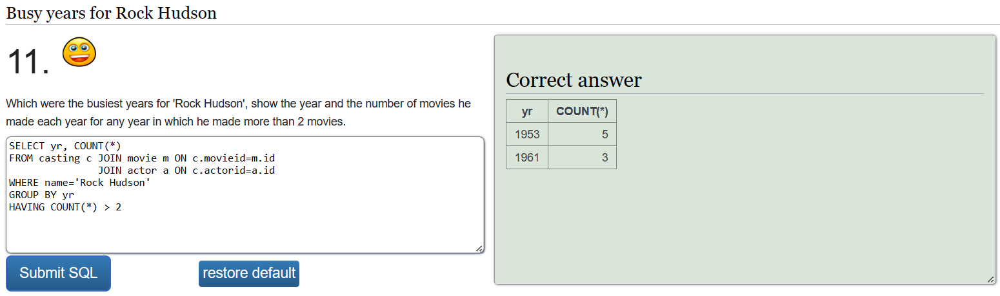 Busy years for Rock Hudson
11.
Which were the busiest years for 'Rock Hudson', show the year and the number of movies he
made each year for any year in which he made more than 2 movies.
SELECT yr, COUNT(*)
FROM casting c JOIN movie m ON c.movieid=m.id
JOIN actor a ON c.actorid=a.id
WHERE name='Rock Hudson'
GROUP BY yr
HAVING COUNT(*) > 2
Submit SQL
restore default
Correct answer
yr COUNT(*)
1953 5
1961 3